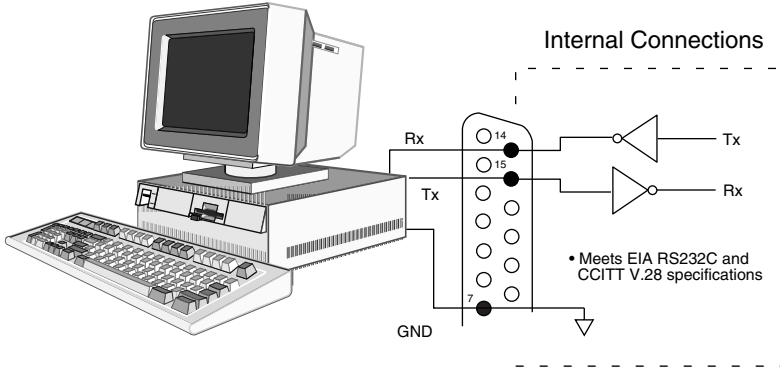 Internal Connections
Rx
14
Tx
15
Tx
Rx
• Meets EIA RS232C and
CCITT V.28 specifications
7
GND